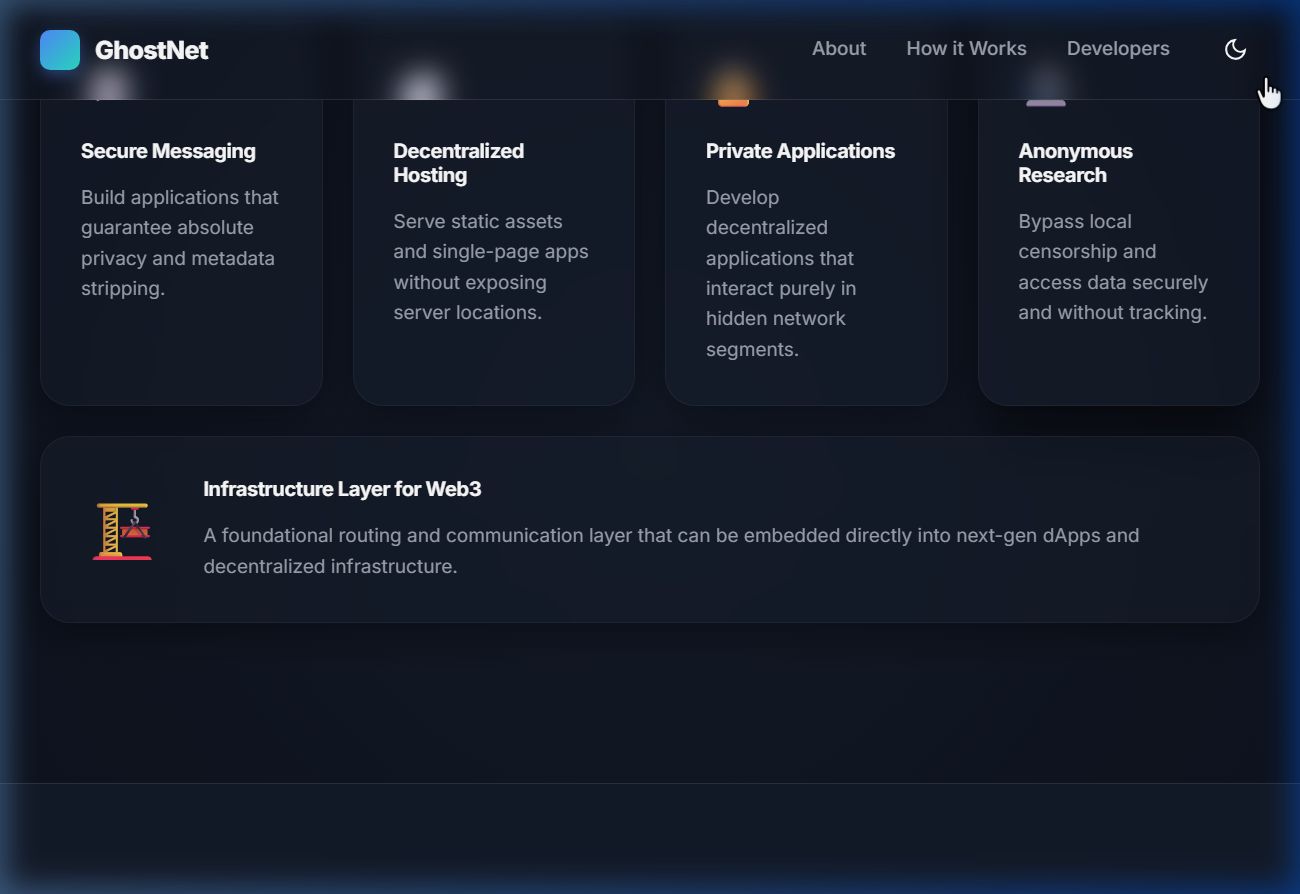 GhostNet
About
How it Works
Developers
Secure Messaging
Build applications that
guarantee absolute
privacy and metadata
stripping.
Decentralized
Hosting
Serve static assets
and single-page apps
without exposing
server locations.
Private Applications
Develop
decentralized
applications that
interact purely in
hidden network
segments.
Anonymous
Research
Bypass local
censorship and
access data securely
and without tracking.
Infrastructure Layer for Web3
A foundational routing and communication layer that can be embedded directly into next-gen dApps and
decentralized infrastructure.